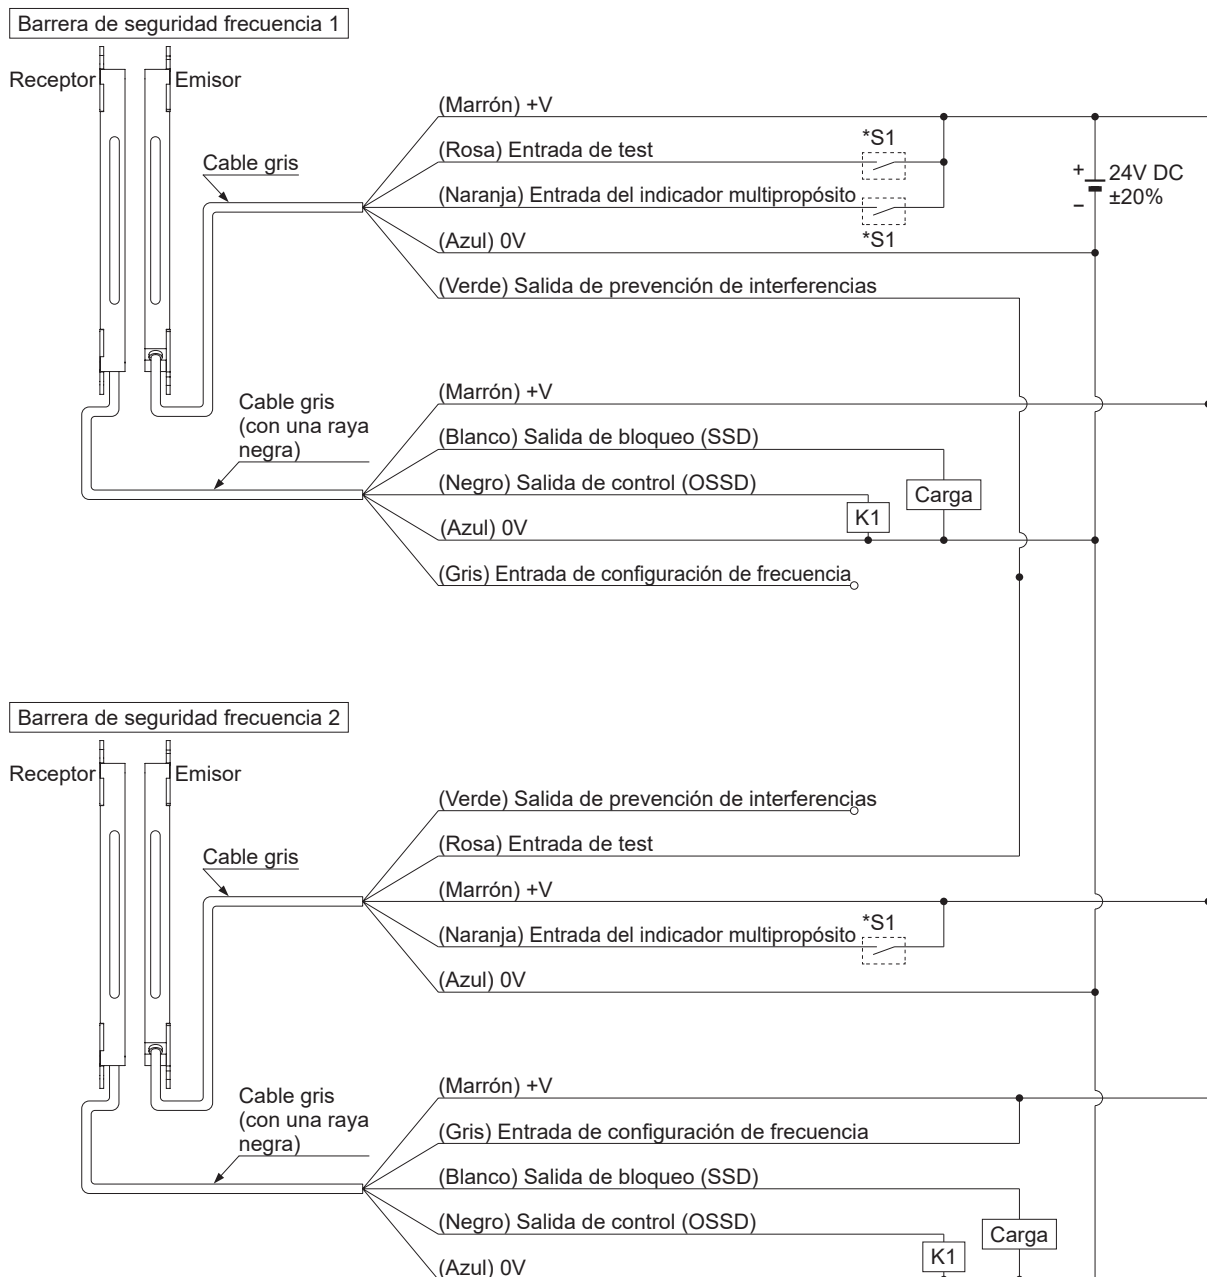 Barrera de seguridad frecuencia 1
Receptor
Emisor
(Marrón) +V
*S1
(Rosa) Entrada de test
Cable gris
+
24V DC
±20%
–
(Naranja) Entrada del indicador multipropósito
*S1
(Azul) 0V
(Verde) Salida de prevención de interferencias
(Marrón) +V
Cable gris
(con una raya
negra)
(Blanco) Salida de bloqueo (SSD)
(Negro) Salida de control (OSSD)
Carga
K1
(Azul) 0V
(Gris) Entrada de configuración de frecuencia
Barrera de seguridad frecuencia 2
Receptor
Emisor
(Verde) Salida de prevención de interferencias
(Rosa) Entrada de test
Cable gris
(Marrón) +V
*S1
(Naranja) Entrada del indicador multipropósito
(Azul) 0V
(Marrón) +V
Cable gris
(con una raya
negra)
(Gris) Entrada de configuración de frecuencia
(Blanco) Salida de bloqueo (SSD)
(Negro) Salida de control (OSSD)
Carga
K1
(Azul) 0V